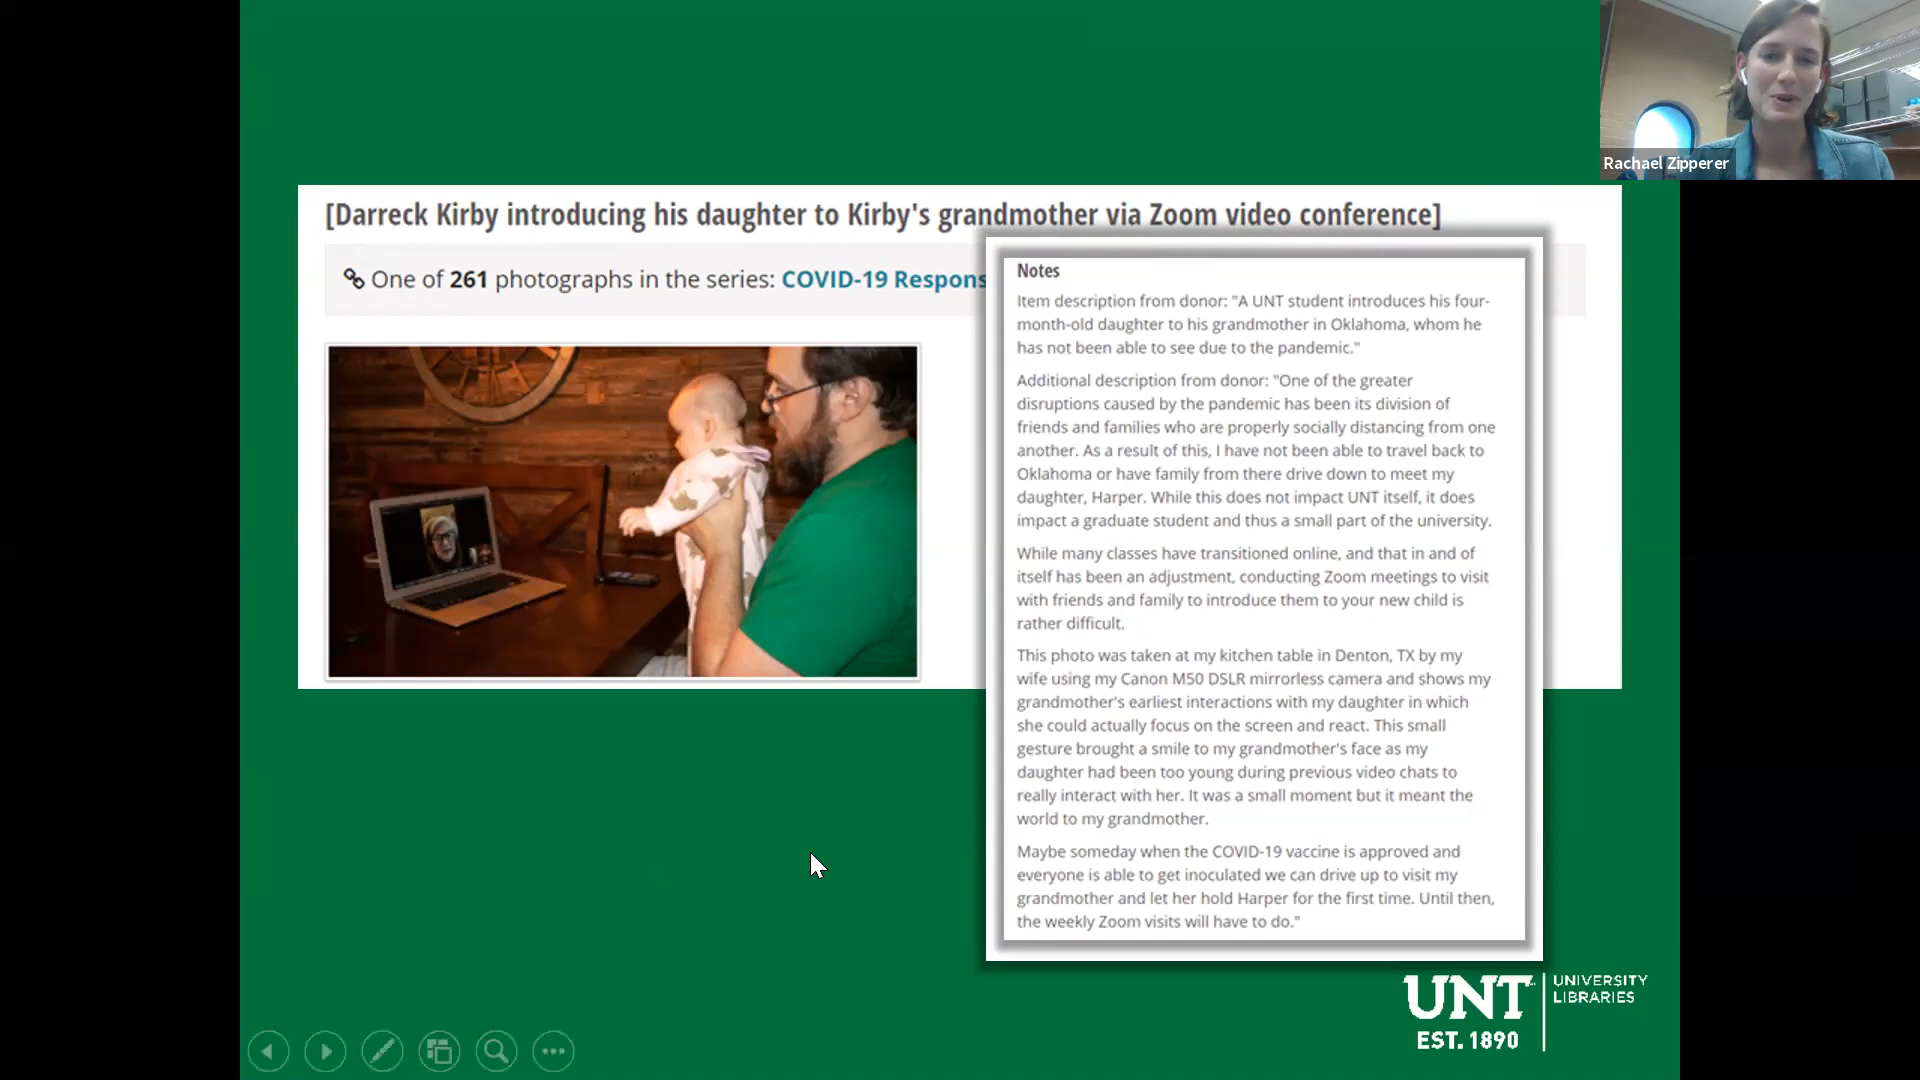 Rachael Zipperer
[Darreck Kirby introducing his daughter to Kirby's grandmother via Zoom video conference]
One of 261 photographs in the series: COVID-19 Respons
Notes
Item description from donor: "A UNT student introduces his four-
month-old daughter to his grandmother in Oklahoma, whom he
has not been able to see due to the pandemic."
Additional description from donor: "One of the greater
disruptions caused by the pandemic has been its division of
friends and families who are properly socially distancing from one
another. As a result of this, I have not been able to travel back to
Oklahoma or have family from there drive down to meet my
daughter, Harper. While this does not impact UNT itself, it does
impact a graduate student and thus a small part of the university.
While many classes have transitioned online, and that in and of
itself has been an adjustment, conducting Zoom meetings to visit
with friends and family to introduce them to your new child is
rather difficult.
This photo was taken at my kitchen table in Denton, TX by my
wife using my Canon M50 DSLR mirrorless camera and shows my
grandmother's earliest interactions with my daughter in which
she could actually focus on the screen and react. This small
gesture brought a smile to my grandmother's face as my
daughter had been too young during previous video chats to
really interact with her. It was a small moment but it meant the
world to my grandmother.
Maybe someday when the COVID-19 vaccine is approved and
everyone is able to get inoculated we can drive up to visit my
grandmother and let her hold Harper for the first time. Until then,
the weekly Zoom visits will have to do."
UNT
EST. 1890
UNIVERSITY
LIBRARIES